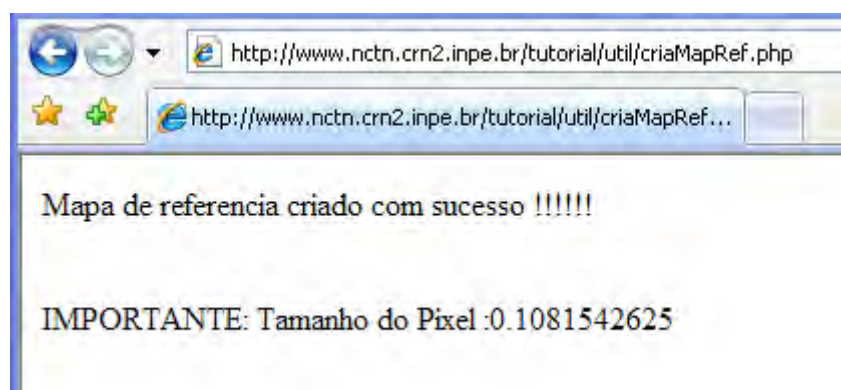 http://www.nctn.crn2.inpe.br/tutorial/util/criaMapRef.php
http://www.nctn.crn2.inpe.br/tutorial/util/criaMapRef...
Mapa de referencia criado com sucesso !!!!!!
IMPORTANTE: Tamanho do Pixel :0.1081542625